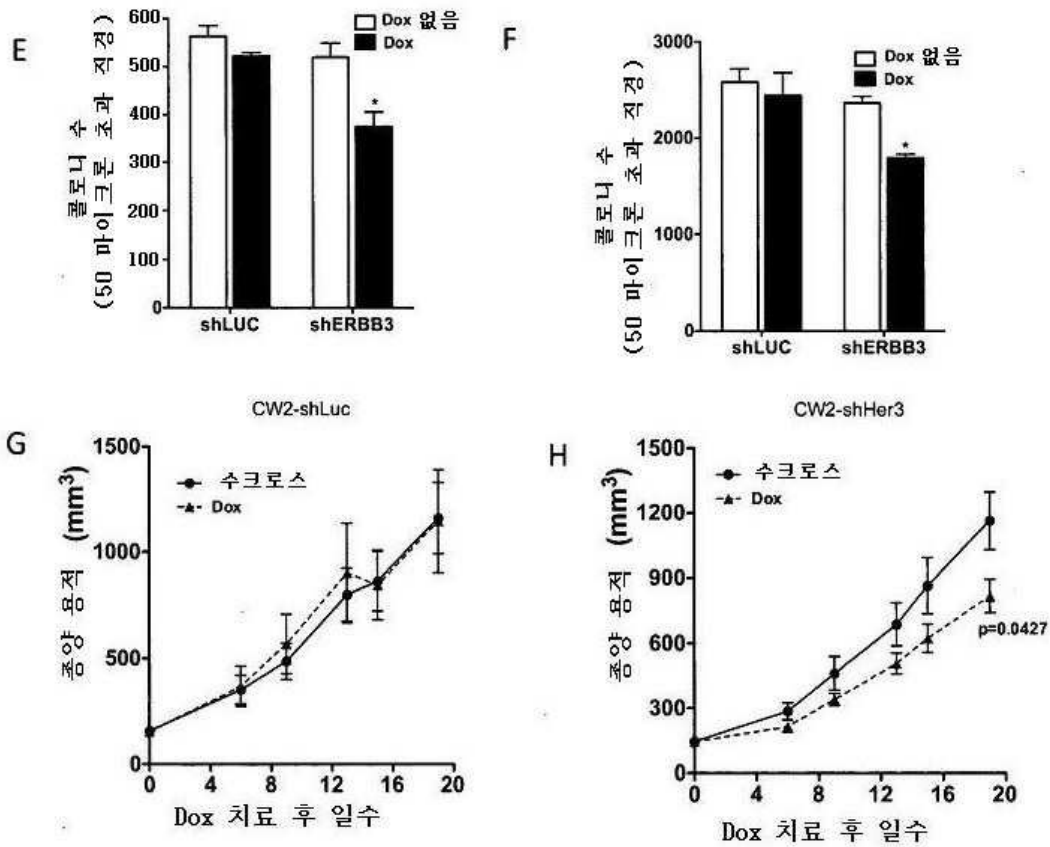 E
600
500
400
300
200
100
0
콜로니 수
(50 마이크론 초과 직경)
Dox 없음
Dox
*
shLUC
shERBB3
F
3000
2000
1000
0
콜로니 수
(50 마이크론 초과 직경)
Dox 없음
Dox
*
shLUC
shERBB3
G
CW2-shLuc
1500
1000
500
0
종양 용적 (mm³)
수크로스
Dox
0 4 8 12 16 20
Dox 치료 후 일수
H
CW2-shHer3
1500
1200
900
600
300
0
종양 용적 (mm³)
수크로스
Dox
p=0.0427
0 4 8 12 16 20
Dox 치료 후 일수